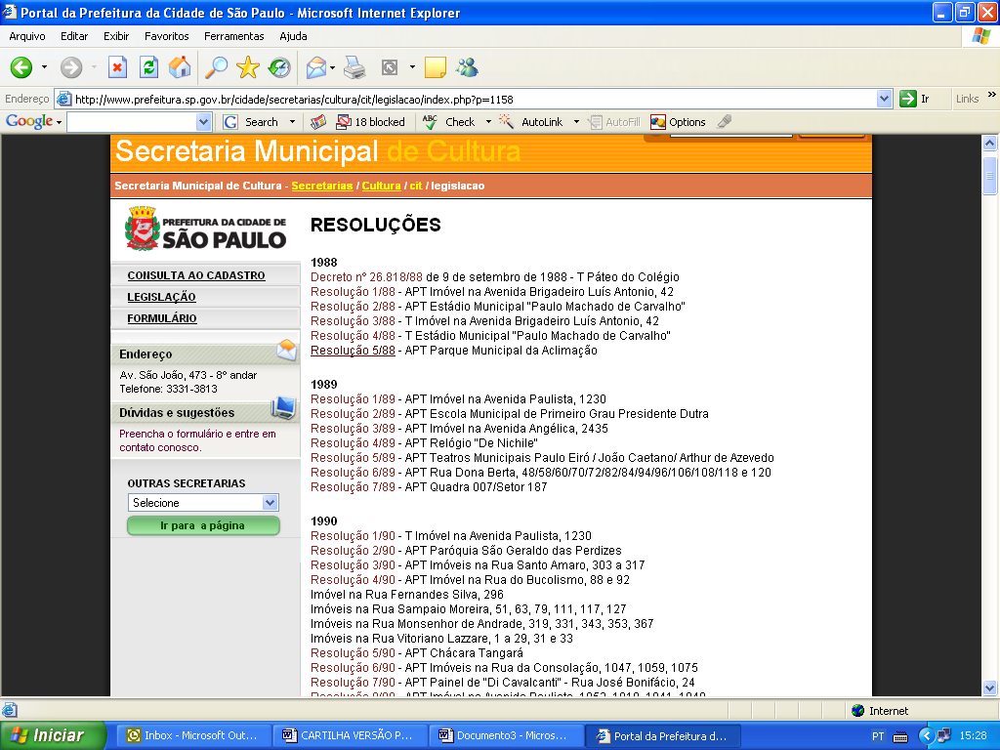 Portal da Prefeitura da Cidade de São Paulo - Microsoft Internet Explorer
Arquivo Editar Exibir Favoritos Ferramentas Ajuda
Endereço http://www.prefeitura.sp.gov.br/cidade/secretarias/cultura/cit/legislacao/index.php?p=1158 Ir Links »
Google Search 18 blocked ABC Check AutoLink AutoFill Options
Secretaria Municipal de Cultura
Secretaria Municipal de Cultura - Secretarias / Cultura / cit / legislacao
PREFEITURA DA CIDADE DE
SÃO PAULO
CONSULTA AO CADASTRO
LEGISLAÇÃO
FORMULÁRIO
Endereço
Av. São João, 473 - 8º andar
Telefone: 3331-3813
Dúvidas e sugestões
Preencha o formulário e entre em
contato conosco.
OUTRAS SECRETARIAS
Selecione
Ir para a página
RESOLUÇÕES
1988
Decreto nº 26.818/88 de 9 de setembro de 1988 - T Páteo do Colégio
Resolução 1/88 - APT Imóvel na Avenida Brigadeiro Luís Antonio, 42
Resolução 2/88 - APT Estádio Municipal "Paulo Machado de Carvalho"
Resolução 3/88 - T Imóvel na Avenida Brigadeiro Luís Antonio, 42
Resolução 4/88 - T Estádio Municipal "Paulo Machado de Carvalho"
Resolução 5/88 - APT Parque Municipal da Aclimação
1989
Resolução 1/89 - APT Imóvel na Avenida Paulista, 1230
Resolução 2/89 - APT Escola Municipal de Primeiro Grau Presidente Dutra
Resolução 3/89 - APT Imóvel na Avenida Angélica, 2435
Resolução 4/89 - APT Relógio "De Nichile"
Resolução 5/89 - APT Teatros Municipais Paulo Eiró / João Caetano/ Arthur de Azevedo
Resolução 6/89 - APT Rua Dona Berta, 48/58/60/70/72/82/84/94/96/106/108/118 e 120
Resolução 7/89 - APT Quadra 007/Setor 187
1990
Resolução 1/90 - T Imóvel na Avenida Paulista, 1230
Resolução 2/90 - APT Paróquia São Geraldo das Perdizes
Resolução 3/90 - APT Imóveis na Rua Santo Amaro, 303 a 317
Resolução 4/90 - APT Imóvel na Rua do Bucolismo, 88 e 92
Imóvel na Rua Fernandes Silva, 296
Imóveis na Rua Sampaio Moreira, 51, 63, 79, 111, 117, 127
Imóveis na Rua Monsenhor de Andrade, 319, 331, 343, 353, 367
Imóveis na Rua Vitoriano Lazzare, 1 a 29, 31 e 33
Resolução 5/90 - APT Chácara Tangará
Resolução 6/90 - APT Imóveis na Rua da Consolação, 1047, 1059, 1075
Resolução 7/90 - APT Painel de "Di Cavalcanti" - Rua José Bonifácio, 24
Internet
Iniciar Inbox - Microsoft Out... CARTILHA VERSÃO P... Documento3 - Micros... Portal da Prefeitura d... PT 15:28